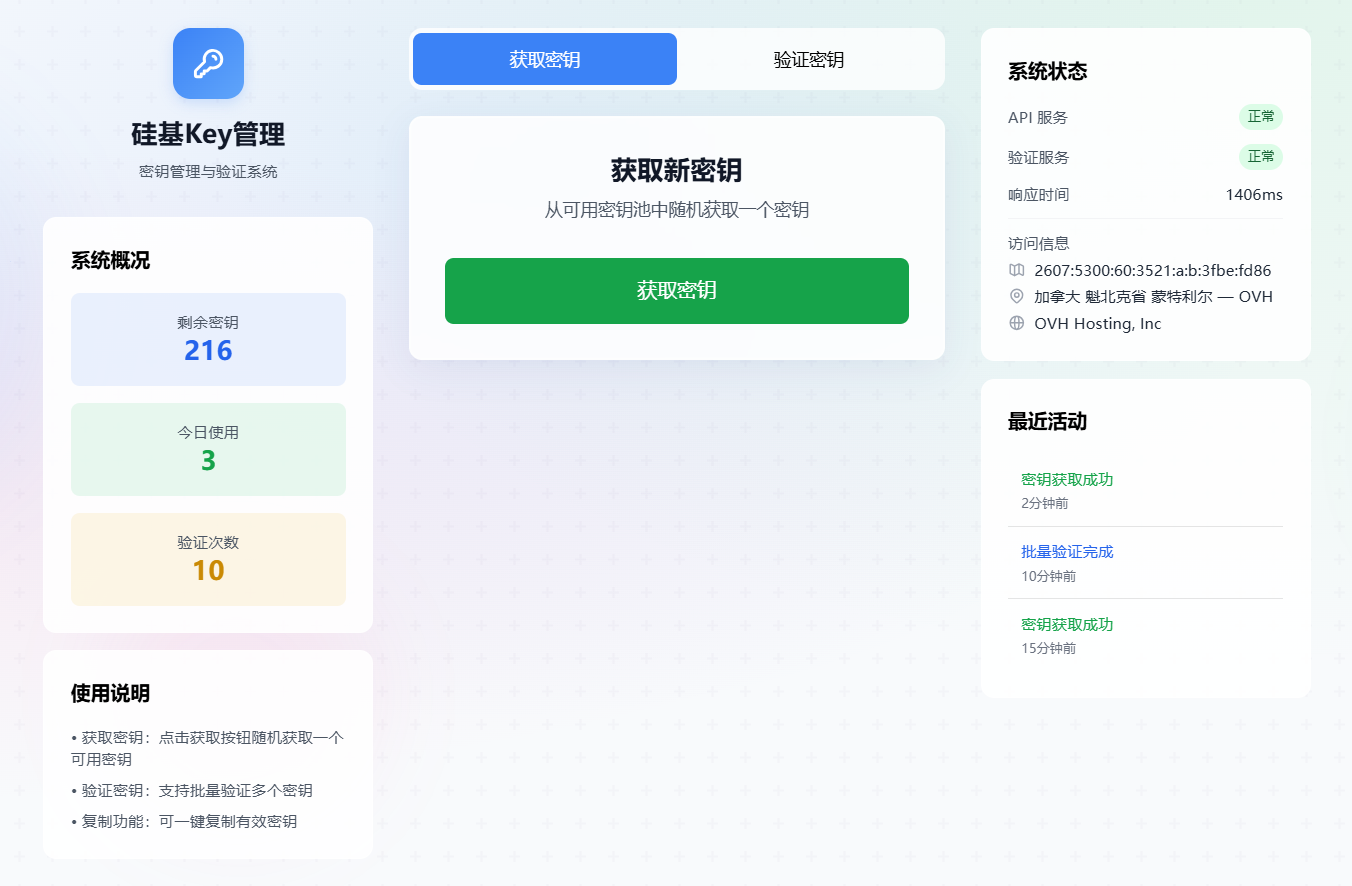 硅基Key管理
密钥管理与验证系统
系统概况
剩余密钥
216
今日使用
3
验证次数
10
使用说明
• 获取密钥：点击获取按钮随机获取一个
可用密钥
• 验证密钥：支持批量验证多个密钥
• 复制功能：可一键复制有效密钥
获取密钥
验证密钥
获取新密钥
从可用密钥池中随机获取一个密钥
获取密钥
系统状态
API 服务
正常
验证服务
正常
响应时间
1406ms
访问信息
2607:5300:60:3521:a:b:3fbe:fd86
加拿大 魁北克省 蒙特利尔 — OVH
OVH Hosting, Inc
最近活动
密钥获取成功
2分钟前
批量验证完成
10分钟前
密钥获取成功
15分钟前